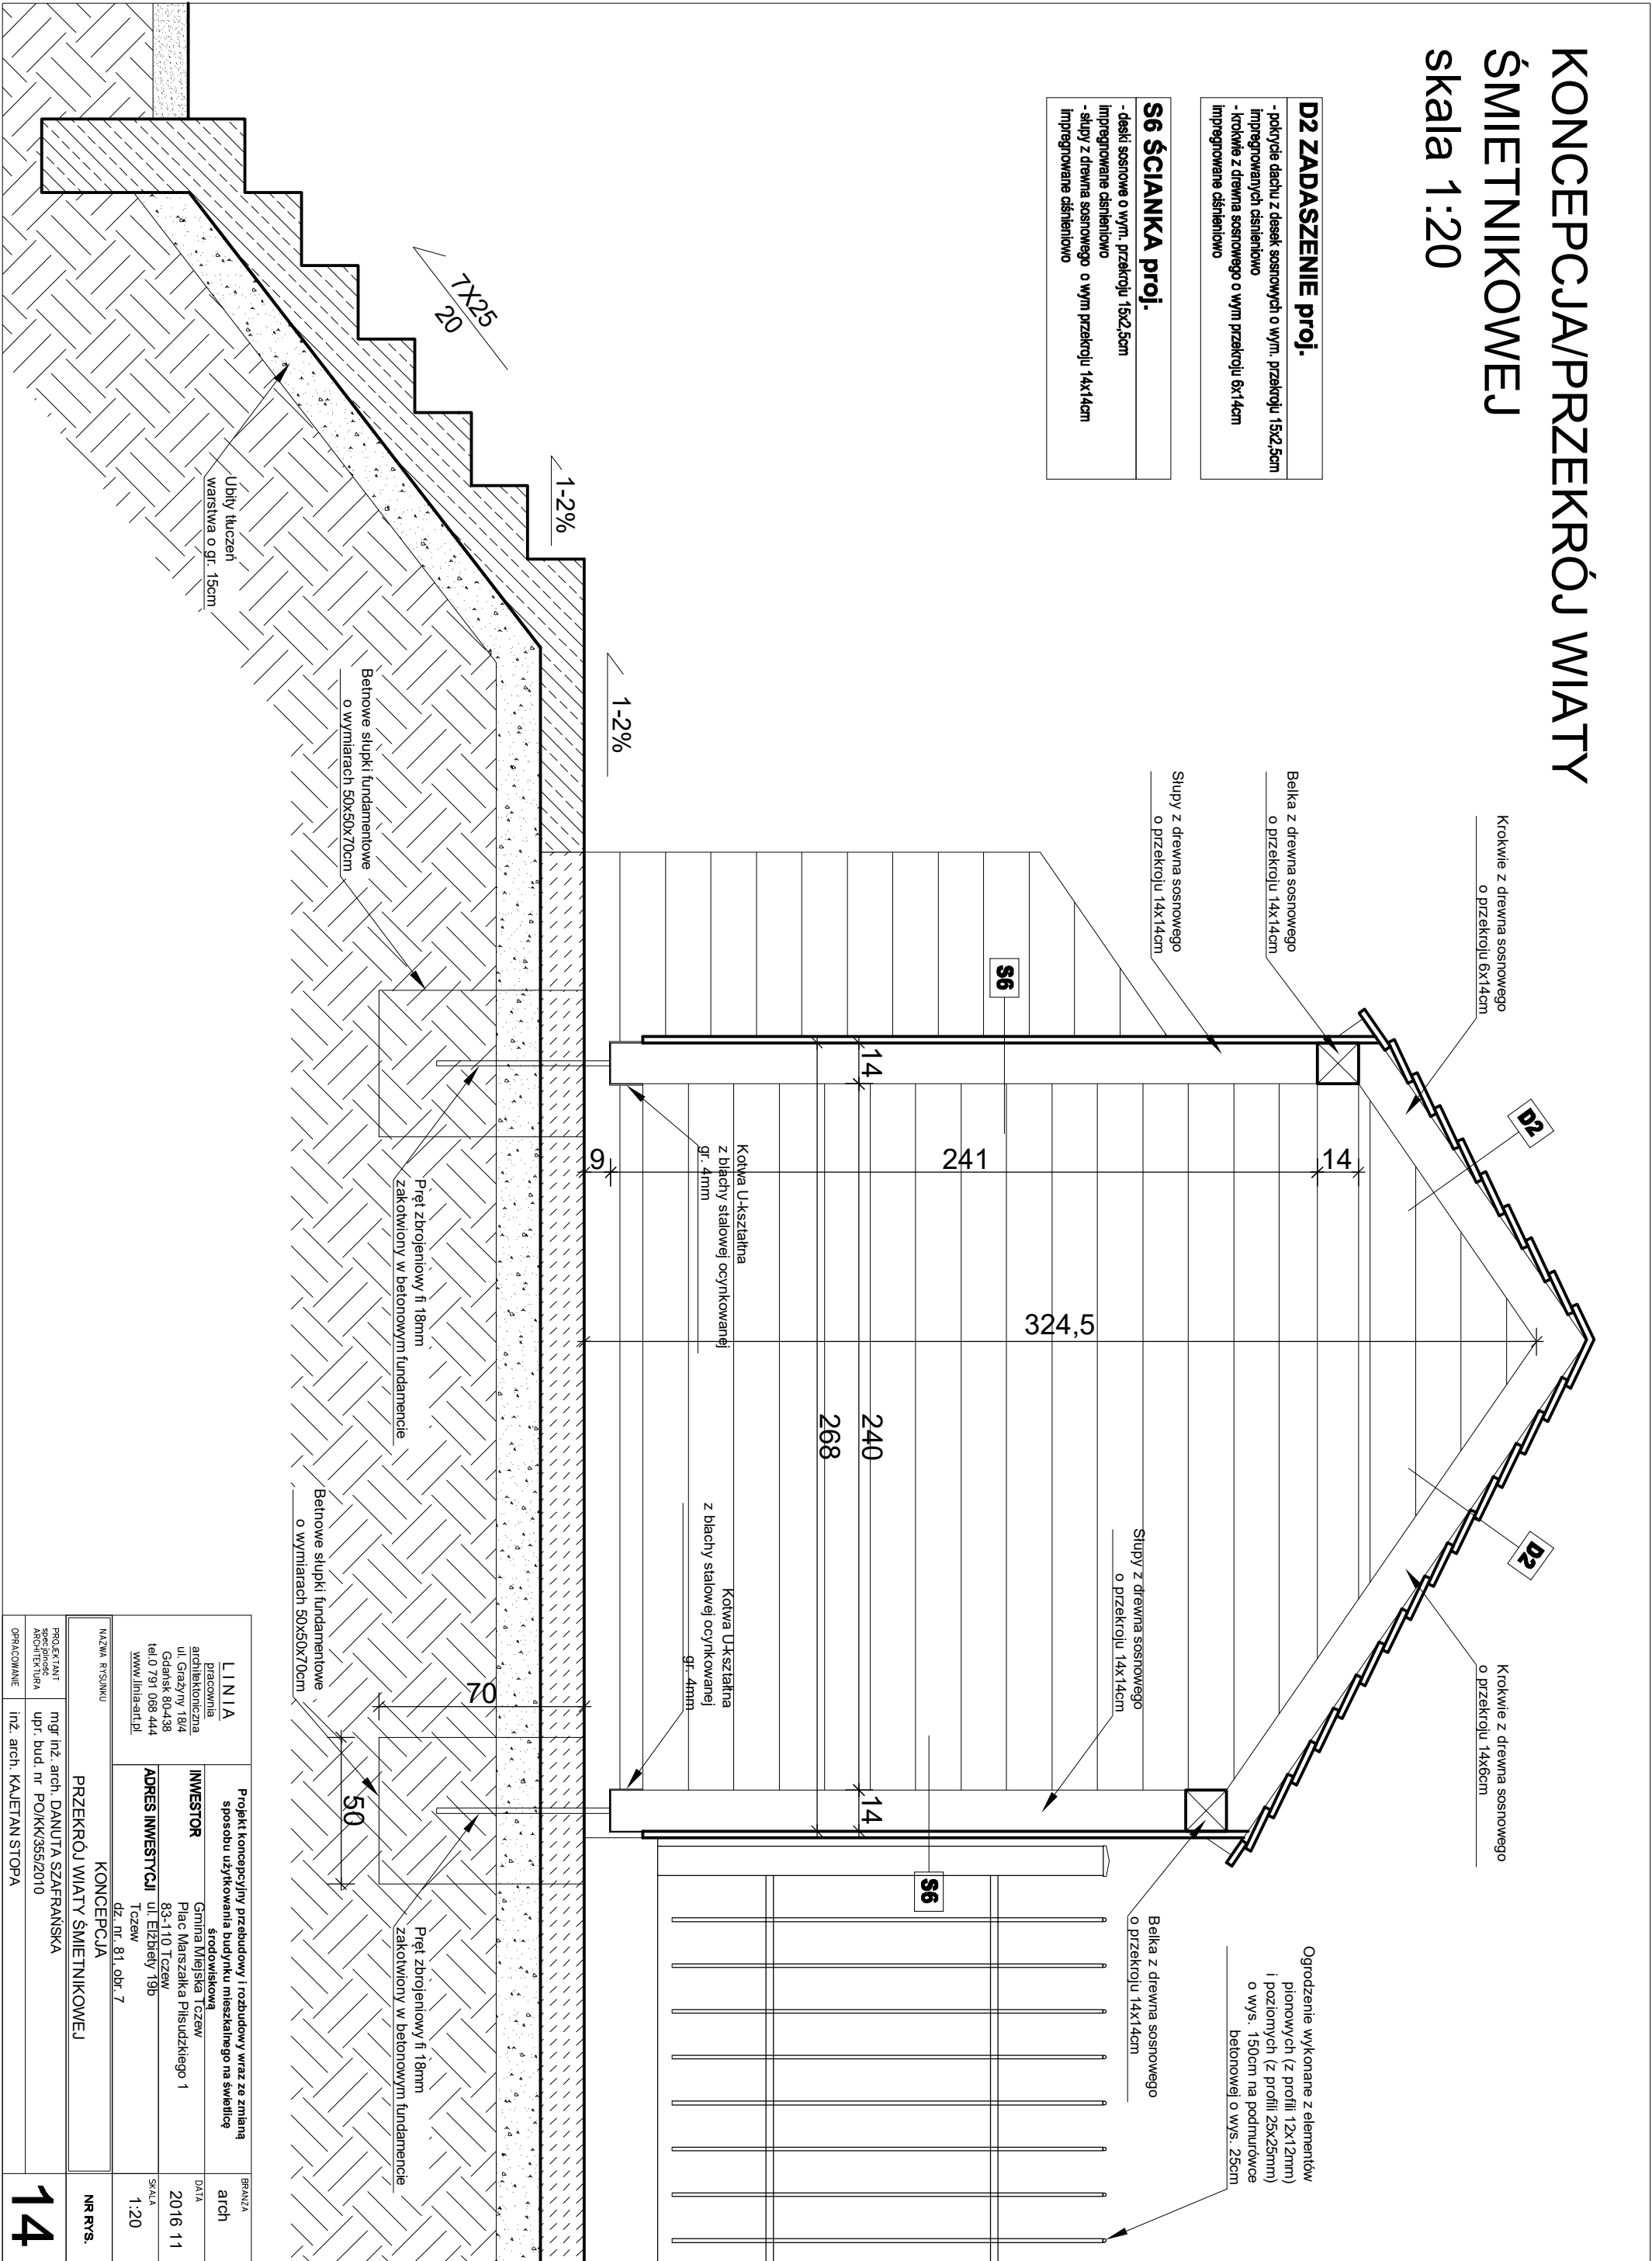 KONCEPCJA/PRZEKRÓJ WIATY
ŚMIETNIKOWEJ
skala 1:20
D2 ZADASZENIE proj.
- pokrycie dachu z desek sosnowych o wym. przekroju 15x2,5cm
impregnowanych ciśnieniowo
- krokwie z drewna sosnowego o wym przekroju 6x14cm
impregnowane ciśnieniowo
S6 ŚCIANKA proj.
- deski sosnowe o wym. przekroju 15x2,5cm
impregnowane cisnieniowo
- słupy z drewna sosnowego o wym przekroju 14x14cm
impregnowane ciśnieniowo
Krokwie z drewna sosnowego
o przekroju 6x14cm
Belka z drewna sosnowego
o przekroju 14x14cm
Słupy z drewna sosnowego
o przekroju 14x14cm
D2
D2
Krokwie z drewna sosnowego
o przekroju 14x6cm
Ogrodzenie wykonane z elementów
pionowych (z profili 12x12mm)
i poziomych (z profili 25x25mm)
o wys. 150cm na podmurówce
betonowej o wys. 25cm
Belka z drewna sosnowego
o przekroju 14x14cm
Słupy z drewna sosnowego
o przekroju 14x14cm
S6
S6
14
241
9
324,5
14
240
14
268
Kotwa U-kształtna
z blachy stalowej ocynkowanej
gr. 4mm
Kotwa U-kształtna
z blachy stalowej ocynkowanej
gr. 4mm
1-2%
1-2%
7X25
20
Ubity tłuczeń
warstwa o gr. 15cm
Betnowe słupki fundamentowe
o wymiarach 50x50x70cm
Pręt zbrojeniowy fi 18mm
zakotwiony w betonowym fundamencie
Betnowe słupki fundamentowe
o wymiarach 50x50x70cm
70
50
Pręt zbrojeniowy fi 18mm
zakotwiony w betonowym fundamencie
L I N I A
pracownia
architektoniczna
ul. Grażyny 18/4
Gdańsk 80-438
tel.0 791 068 444
www.linia-art.pl
Projekt koncepcyjny przebudowy i rozbudowy wraz ze zmianą
sposobu użytkowania budynku mieszkalnego na świetlicę
środowiskową
INWESTOR
Gmina Miejska Tczew
Plac Marszałka Piłsudzkiego 1
83-110 Tczew
ADRES INWESTYCJI
ul. Elżbiety 19b
Tczew
dz. nr. 81, obr. 7
BRANŻA
arch
DATA
2016 11
SKALA
1:20
NAZWA RYSUNKU
KONCEPCJA
PRZEKRÓJ WIATY ŚMIETNIKOWEJ
NR RYS.
14
PROJEKTANT
specjalność
ARCHITEKTURA
mgr inż. arch. DANUTA SZAFRAŃSKA
upr. bud. nr PO/KK/355/2010
OPRACOWANIE
inż. arch. KAJETAN STOPA